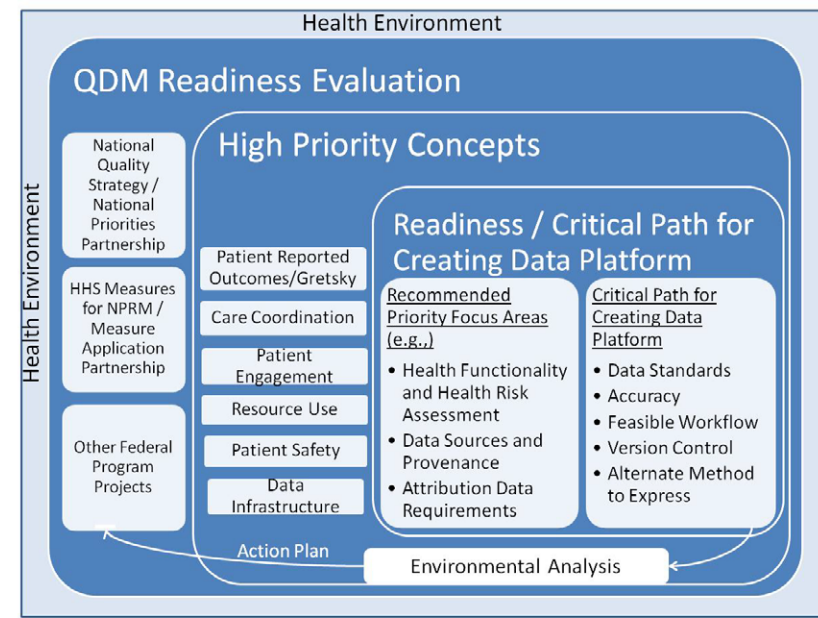 Health Environment
Health Environment
QDM Readiness Evaluation
National
Quality
Strategy /
National
Priorities
Partnership
HHS Measures
for NPRM /
Measure
Application
Partnership
Other Federal
Program
Projects
High Priority Concepts
Patient Reported
Outcomes/Gretsky
Care Coordination
Patient
Engagement
Resource Use
Patient Safety
Data
Infrastructure
Readiness / Critical Path for
Creating Data Platform
Recommended
Priority Focus Areas
(e.g.,)
• Health Functionality
and Health Risk
Assessment
• Data Sources and
Provenance
• Attribution Data
Requirements
Critical Path for
Creating Data
Platform
• Data Standards
• Accuracy
• Feasible Workflow
• Version Control
• Alternate Method
to Express
Action Plan
Environmental Analysis